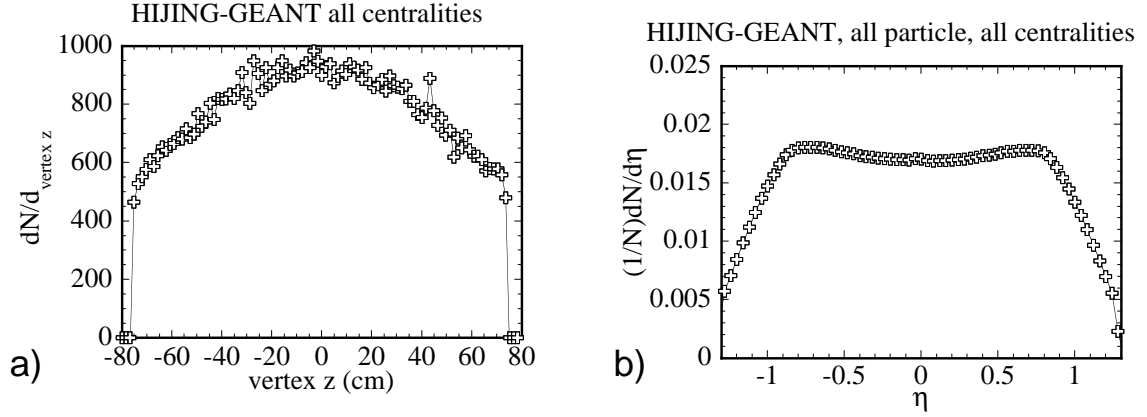 HIJING-GEANT all centralities
1000
800
600
400
200
0
-80 -60 -40 -20 0 20 40 60 80
dN/d_vertex z
vertex z (cm)
a)
HIJING-GEANT, all particle, all centralities
0.025
0.02
0.015
0.01
0.005
0
-1 -0.5 0 0.5 1
(1/N)dN/dη
η
b)